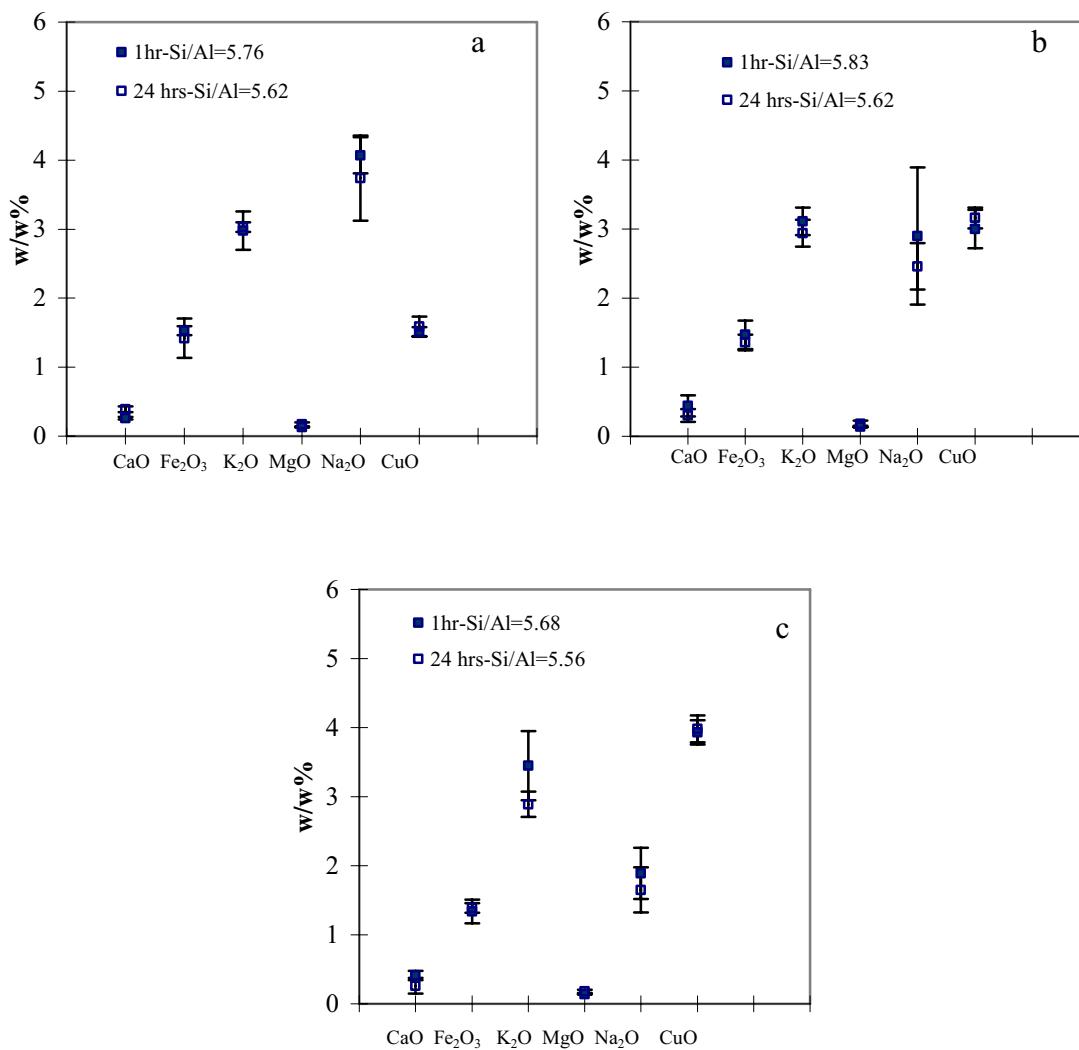 a
1hr-Si/Al=5.76
24 hrs-Si/Al=5.62
w/w%
6
5
4
3
2
1
0
CaO Fe₂O₃ K₂O MgO Na₂O CuO
b
1hr-Si/Al=5.83
24 hrs-Si/Al=5.62
w/w%
6
5
4
3
2
1
0
CaO Fe₂O₃ K₂O MgO Na₂O CuO
c
1hr-Si/Al=5.68
24 hrs-Si/Al=5.56
w/w%
6
5
4
3
2
1
0
CaO Fe₂O₃ K₂O MgO Na₂O CuO